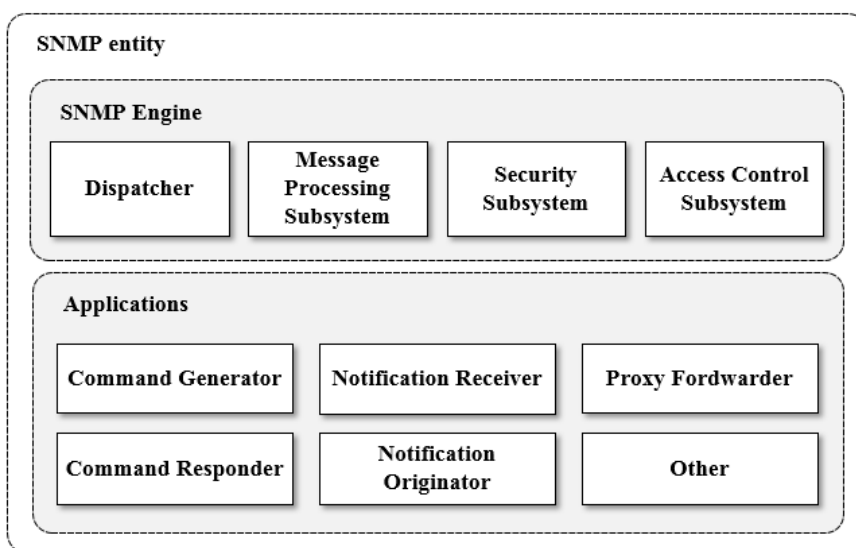 SNMP entity
SNMP Engine
Dispatcher
Message
Processing
Subsystem
Security
Subsystem
Access Control
Subsystem
Applications
Command Generator
Notification Receiver
Proxy Fordwarder
Command Responder
Notification
Originator
Other